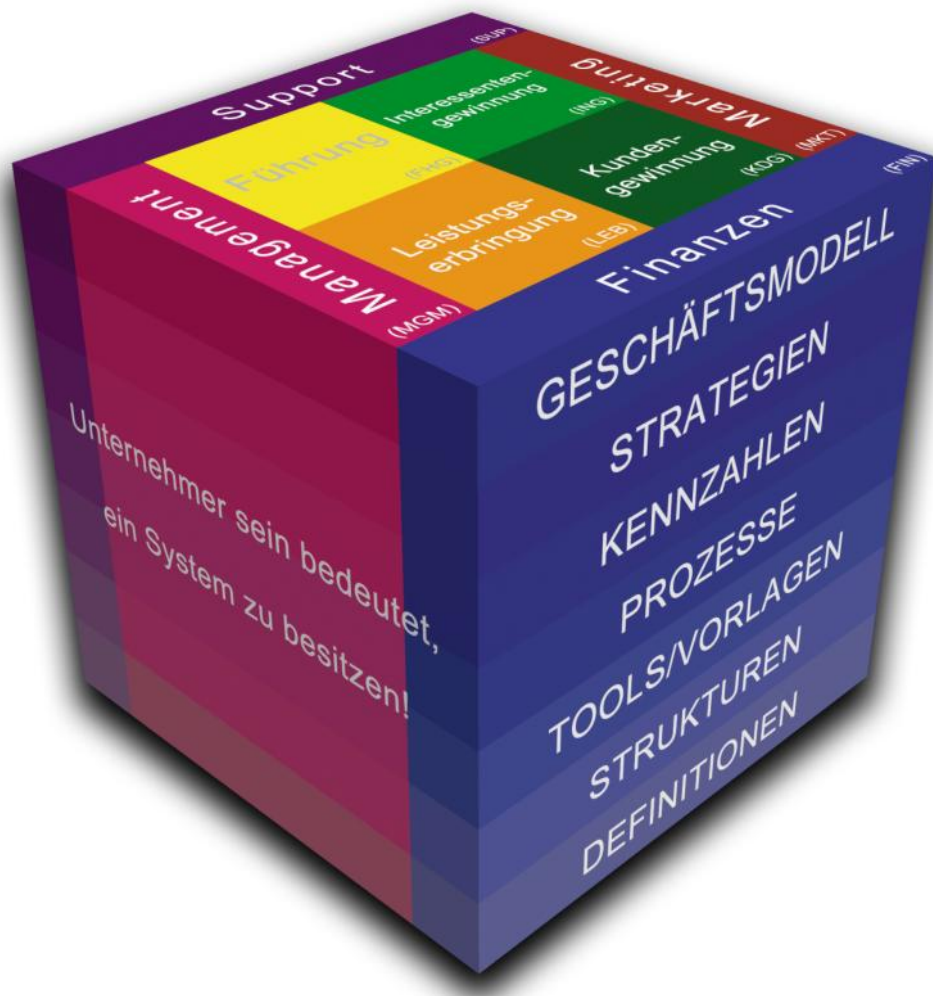 Support
(SUP)
Marketing
(MKT)
Interessenten-
gewinnung
(ING)
Führung
(FHG)
Kunden-
gewinnung
(KDG)
Leistungs-
erbringung
(LEB)
Management
(MGM)
Finanzen
(FIN)
Unternehmer sein bedeutet,
ein System zu besitzen!
GESCHÄFTSMODELL
STRATEGIEN
KENNZAHLEN
PROZESSE
TOOLS/VORLAGEN
STRUKTUREN
DEFINITIONEN